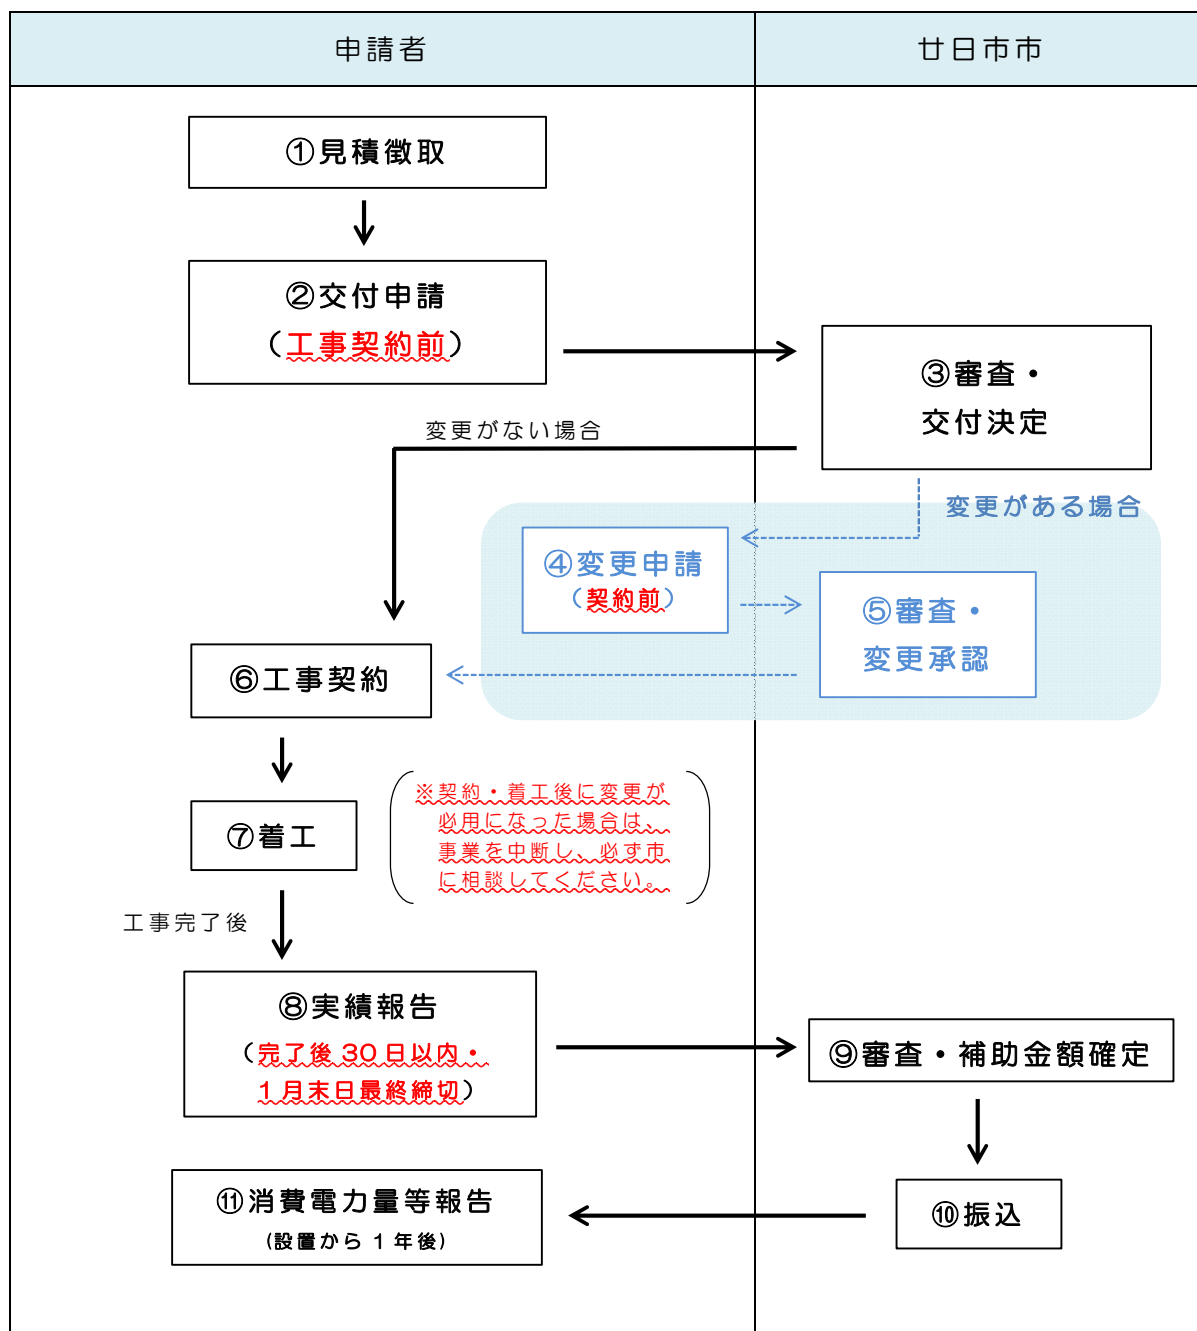 申請者
廿日市市
①見積徴取
②交付申請
（工事契約前）
③審査・
交付決定
変更がない場合
変更がある場合
④変更申請
（契約前）
⑤審査・
変更承認
⑥工事契約
⑦着工
※契約・着工後に変更が
必用になった場合は、
事業を中断し、必ず市
に相談してください。
工事完了後
⑧実績報告
（完了後 30 日以内・
１月末日最終締切）
⑨審査・補助金額確定
⑩振込
⑪消費電力量等報告
（設置から 1 年後）